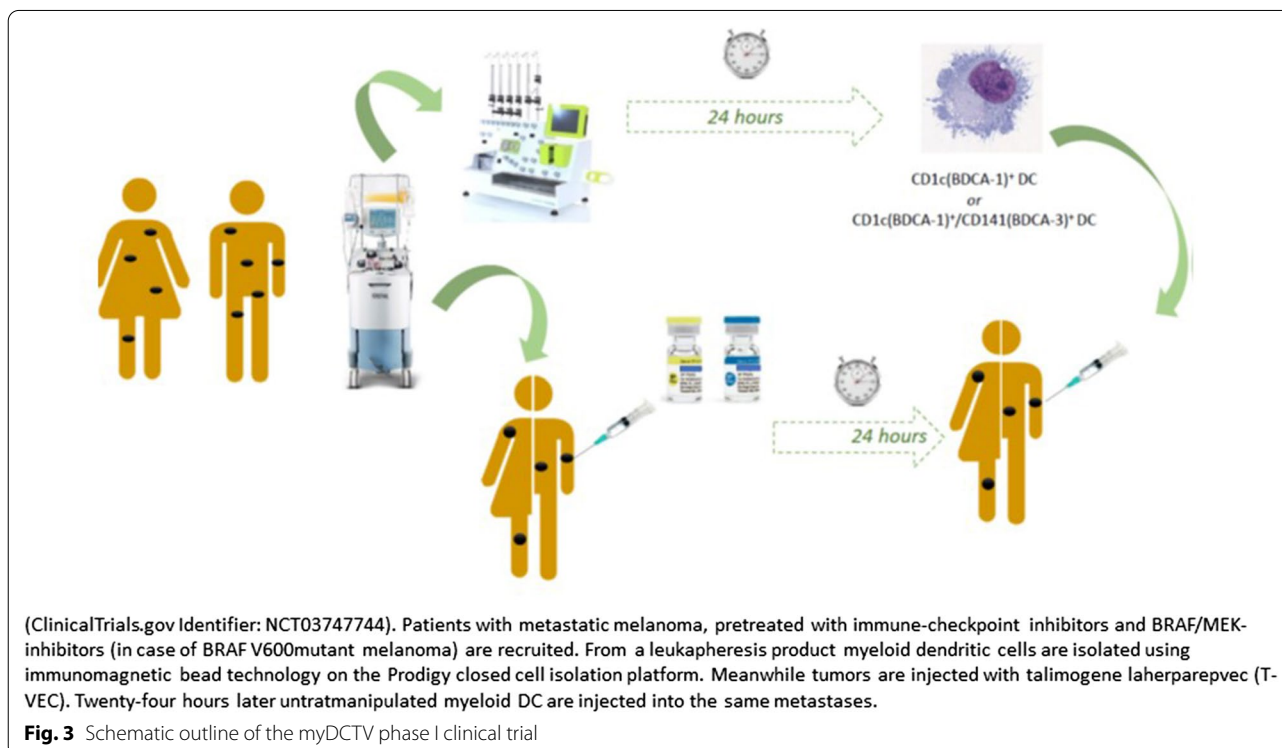 24 hours
CD1c(BDCA-1)⁺ DC
or
CD1c(BDCA-1)⁺/CD141(BDCA-3)⁺ DC
24 hours
(ClinicalTrials.gov Identifier: NCT03747744). Patients with metastatic melanoma, pretreated with immune-checkpoint inhibitors and BRAF/MEK-
inhibitors (in case of BRAF V600mutant melanoma) are recruited. From a leukapheresis product myeloid dendritic cells are isolated using
immunomagnetic bead technology on the Prodigy closed cell isolation platform. Meanwhile tumors are injected with talimogene laherparepvec (T-
VEC). Twenty-four hours later untratmanipulated myeloid DC are injected into the same metastases.
Fig. 3 Schematic outline of the myDCTV phase I clinical trial